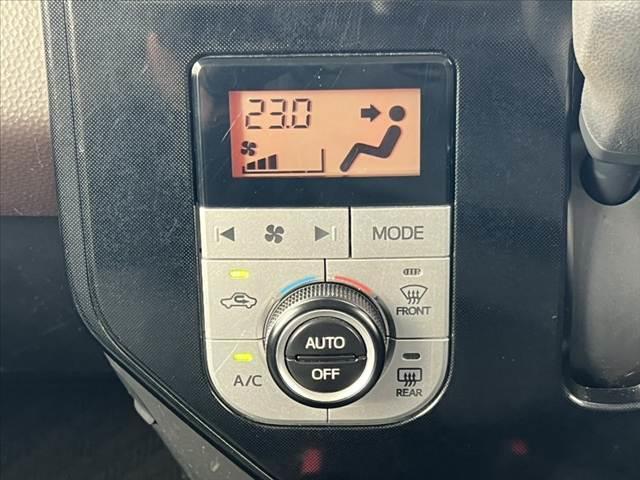 23.0
MODE
FRONT
AUTO
OFF
A/C
REAR